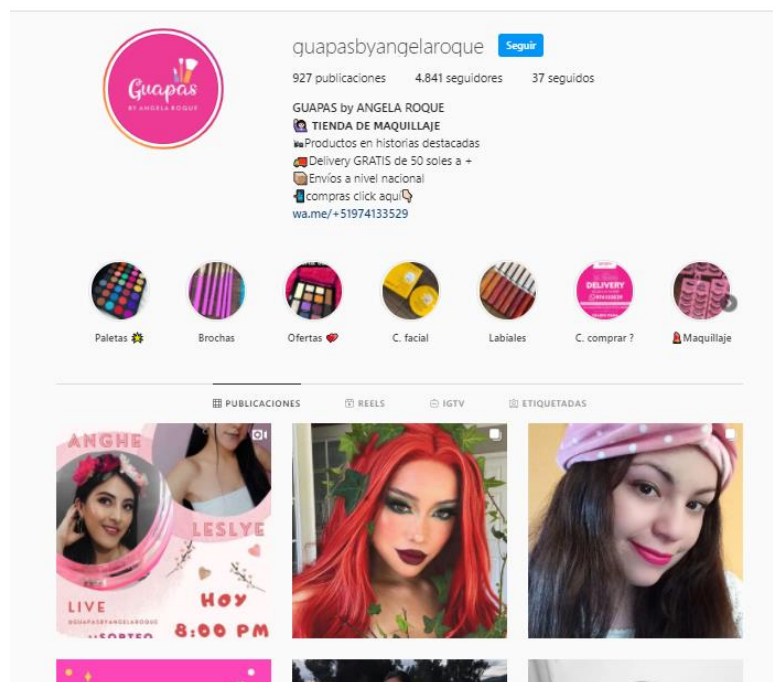 Guapas
BY ANGELA ROQUE
guapasbyangelaroque Seguir
927 publicaciones 4.841 seguidores 37 seguidos
GUAPAS by ANGELA ROQUE
TIENDA DE MAQUILLAJE
Productos en historias destacadas
Delivery GRATIS de 50 soles a +
Envíos a nivel nacional
compras click aquí
wa.me/+51974133529
DELIVERY
Paletas Brochas Ofertas C. facial Labiales C. comprar ? Maquillaje
PUBLICACIONES REELS IGTV ETIQUETADAS
ANGHE
LESLYE
LIVE
@GUAPASBYANGELAROQUE
SORTEO
HOY
8:00 PM